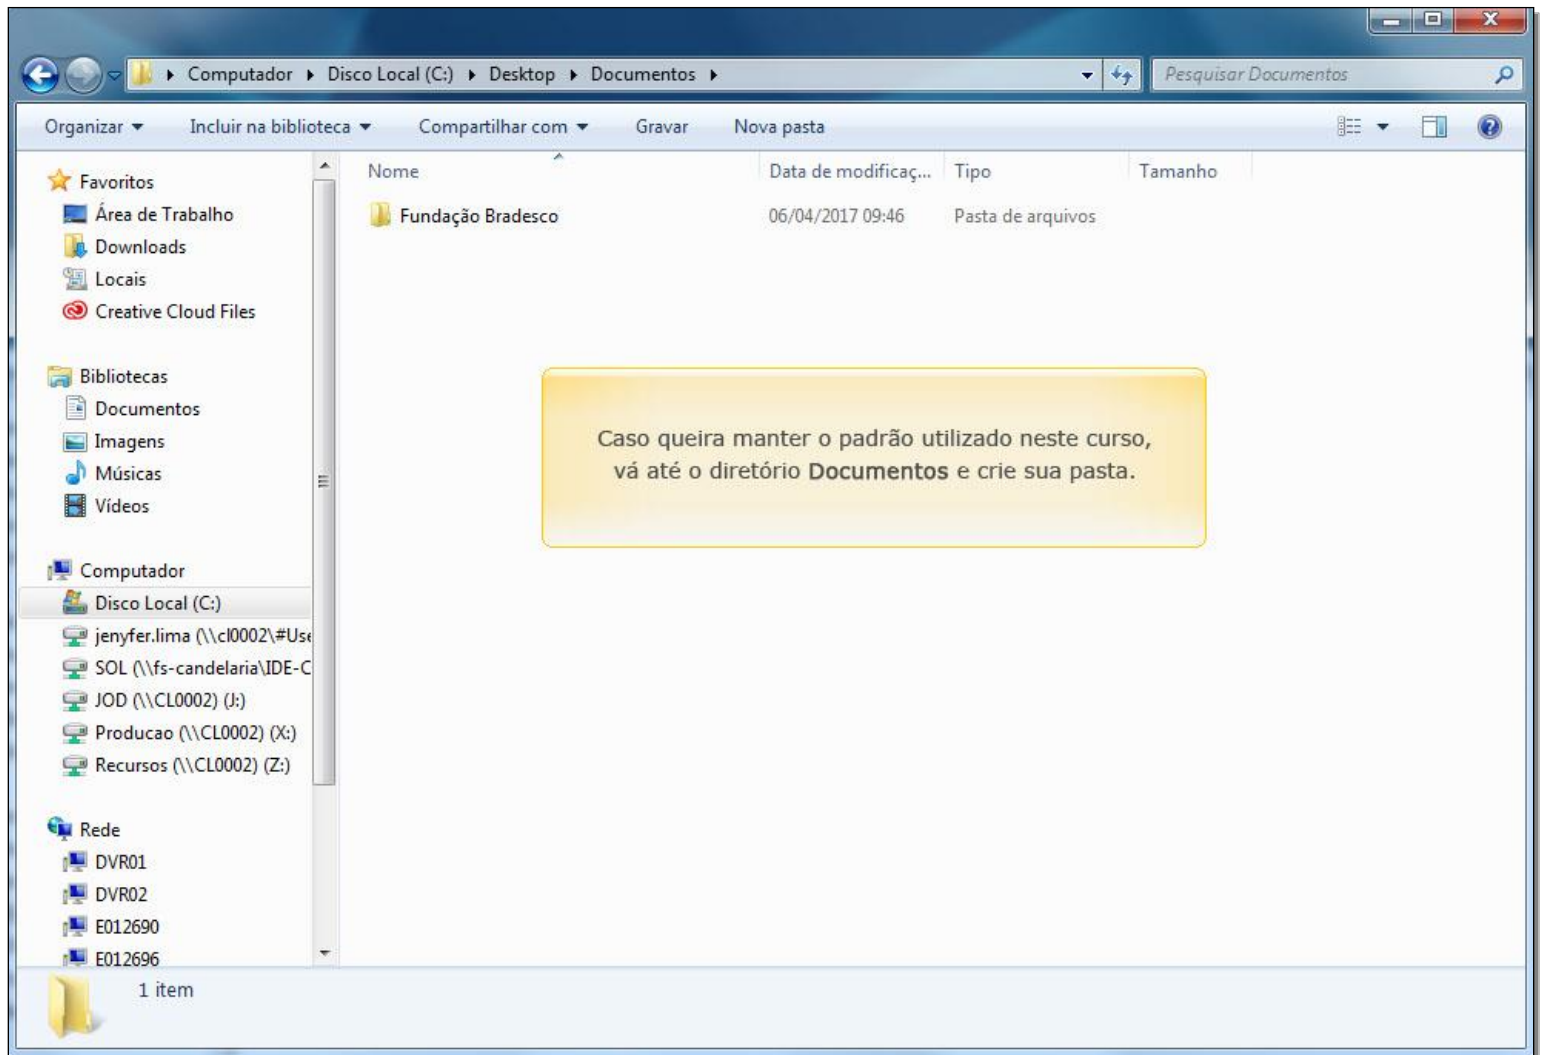 Computador Disco Local (C:) Desktop Documentos
Pesquisar Documentos
Organizar Incluir na biblioteca Compartilhar com Gravar Nova pasta
Favoritos
Área de Trabalho
Downloads
Locais
Creative Cloud Files
Bibliotecas
Documentos
Imagens
Músicas
Vídeos
Computador
Disco Local (C:)
jenyfer.lima (\\cl0002\#Use
SOL (\\fs-candelaria\IDE-C
JOD (\\CL0002) (J:)
Producao (\\CL0002) (X:)
Recursos (\\CL0002) (Z:)
Rede
DVR01
DVR02
E012690
E012696
Nome Data de modificaç... Tipo Tamanho
Fundação Bradesco 06/04/2017 09:46 Pasta de arquivos
Caso queira manter o padrão utilizado neste curso,
vá até o diretório Documentos e crie sua pasta.
1 item